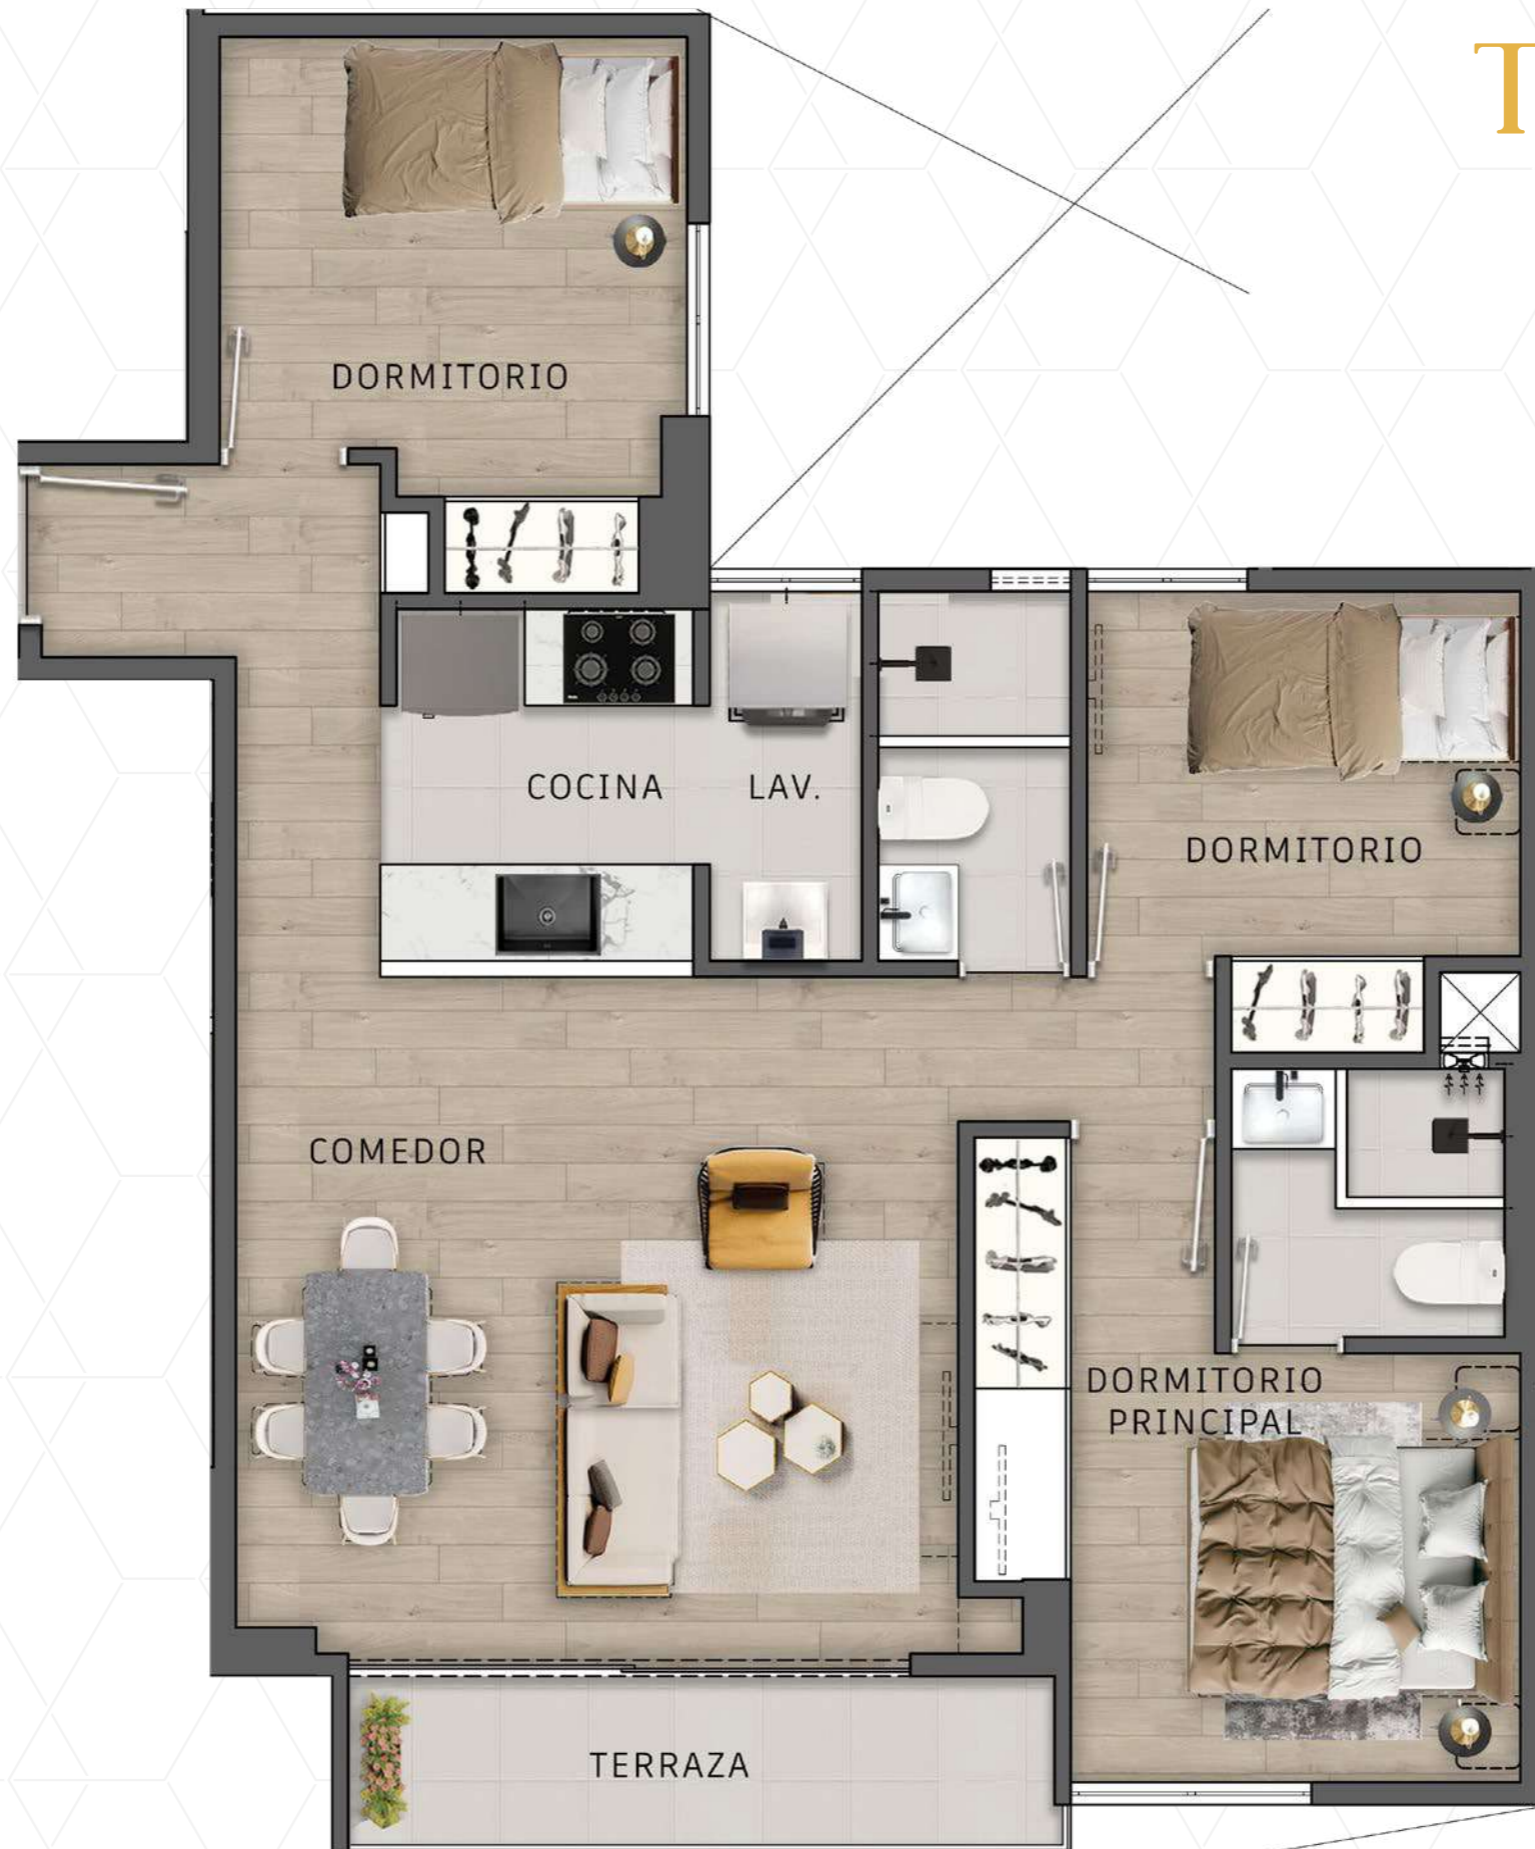 T
DORMITORIO
COCINA
LAV.
DORMITORIO
COMEDOR
DORMITORIO
PRINCIPAL
TERRAZA